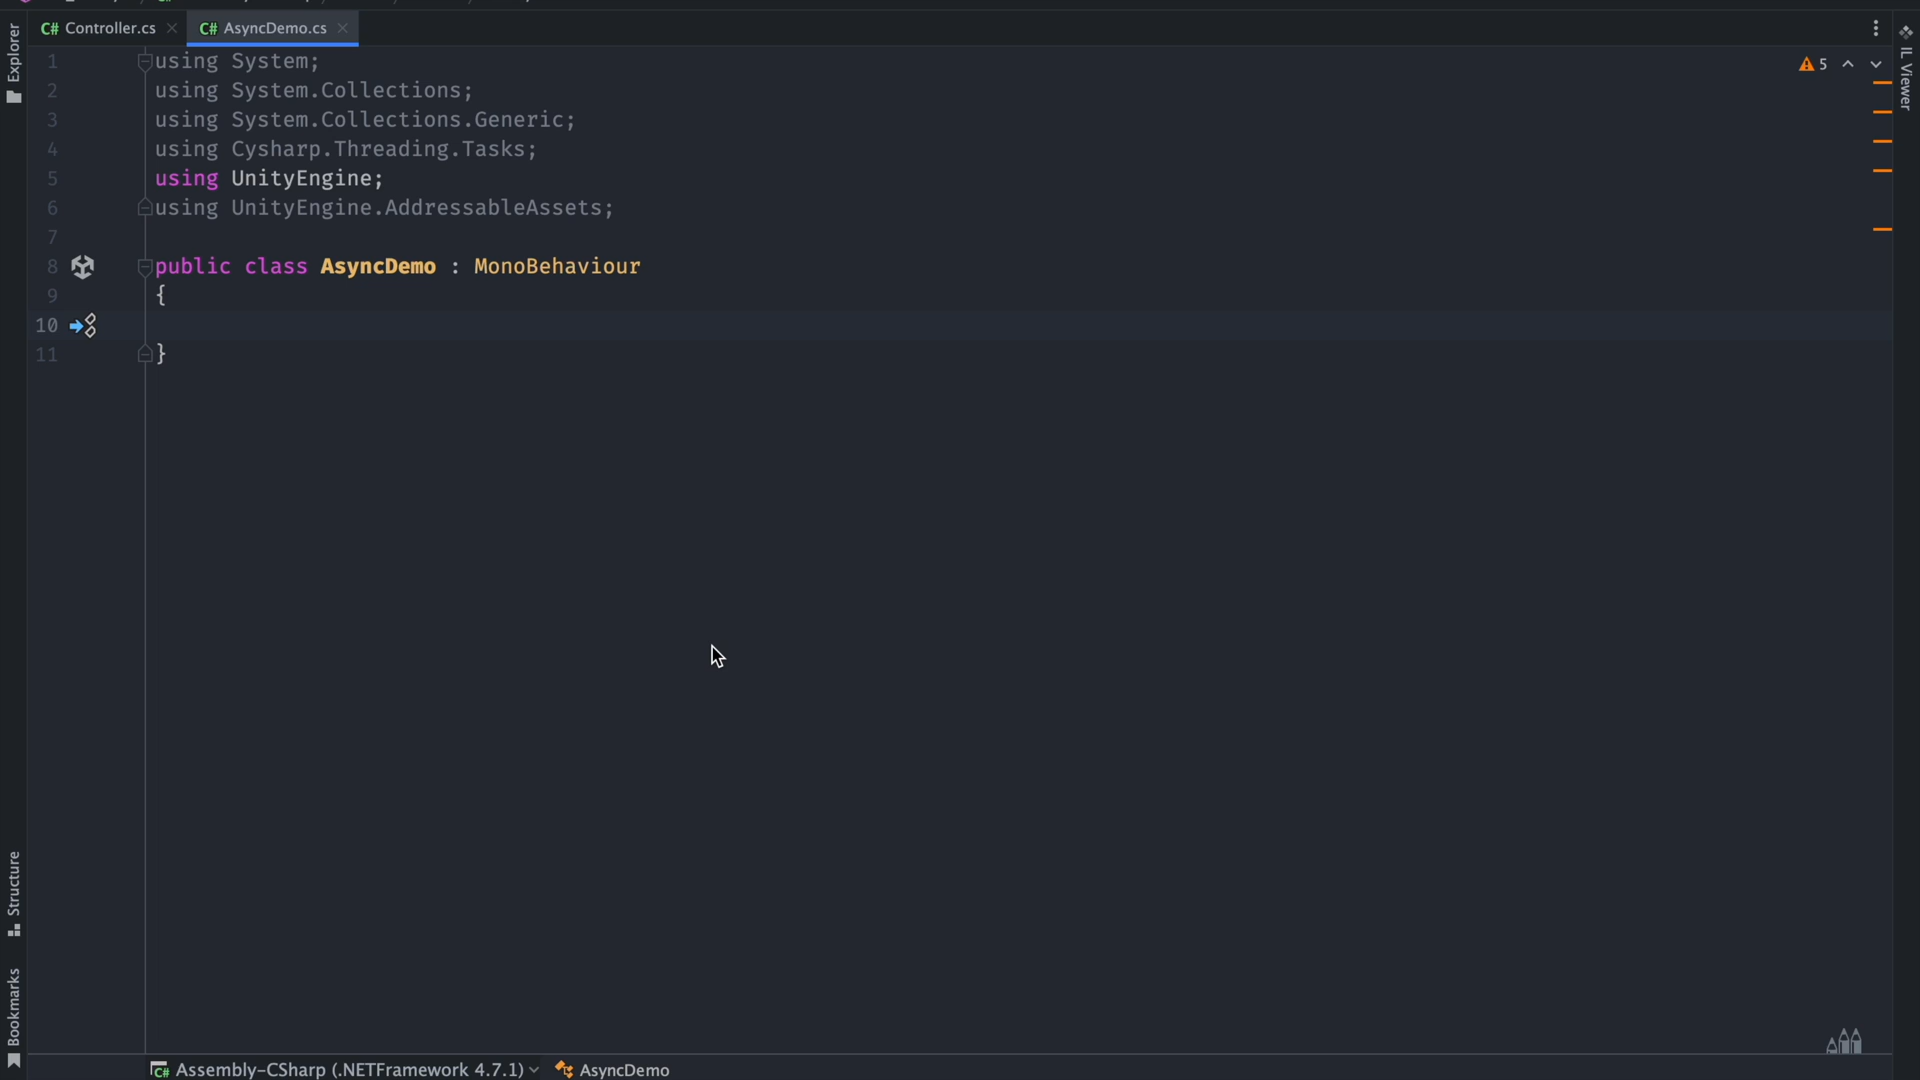 Explorer
C# Controller.cs
C# AsyncDemo.cs
IL Viewer
5
1 using System;
2 using System.Collections;
3 using System.Collections.Generic;
4 using Cysharp.Threading.Tasks;
5 using UnityEngine;
6 using UnityEngine.AddressableAssets;
7
8 public class AsyncDemo : MonoBehaviour
9 {
10
11 }
Structure
Bookmarks
C# Assembly-CSharp (.NETFramework 4.7.1)
AsyncDemo